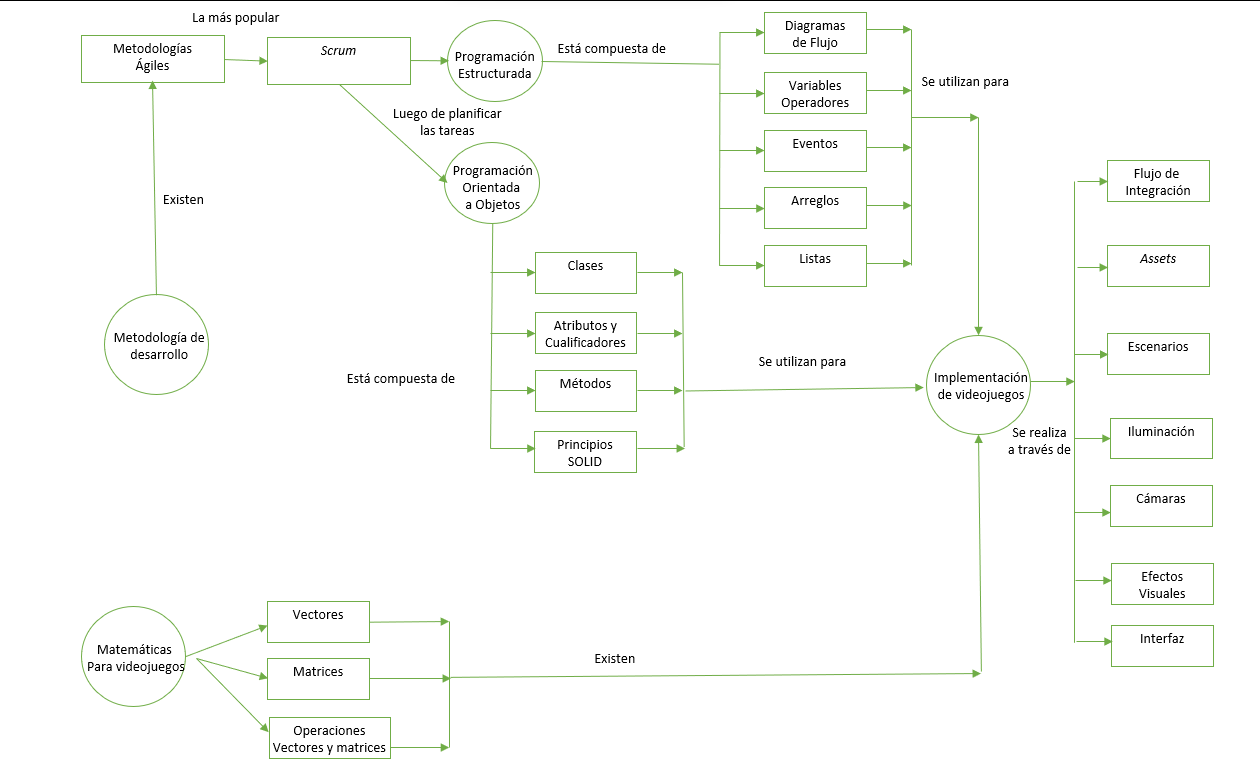 La más popular
Metodologías
Ágiles
Scrum
Programación
Estructurada
Está compuesta de
Diagramas
de Flujo
Variables
Operadores
Eventos
Arreglos
Listas
Se utilizan para
Luego de planificar
las tareas
Programación
Orientada
a Objetos
Existen
Metodología de
desarrollo
Clases
Atributos y
Cualificadores
Métodos
Principios
SOLID
Está compuesta de
Se utilizan para
Implementación
de videojuegos
Se realiza
a través de
Flujo de
Integración
Assets
Escenarios
Iluminación
Cámaras
Efectos
Visuales
Interfaz
Matemáticas
Para videojuegos
Vectores
Matrices
Operaciones
Vectores y matrices
Existen